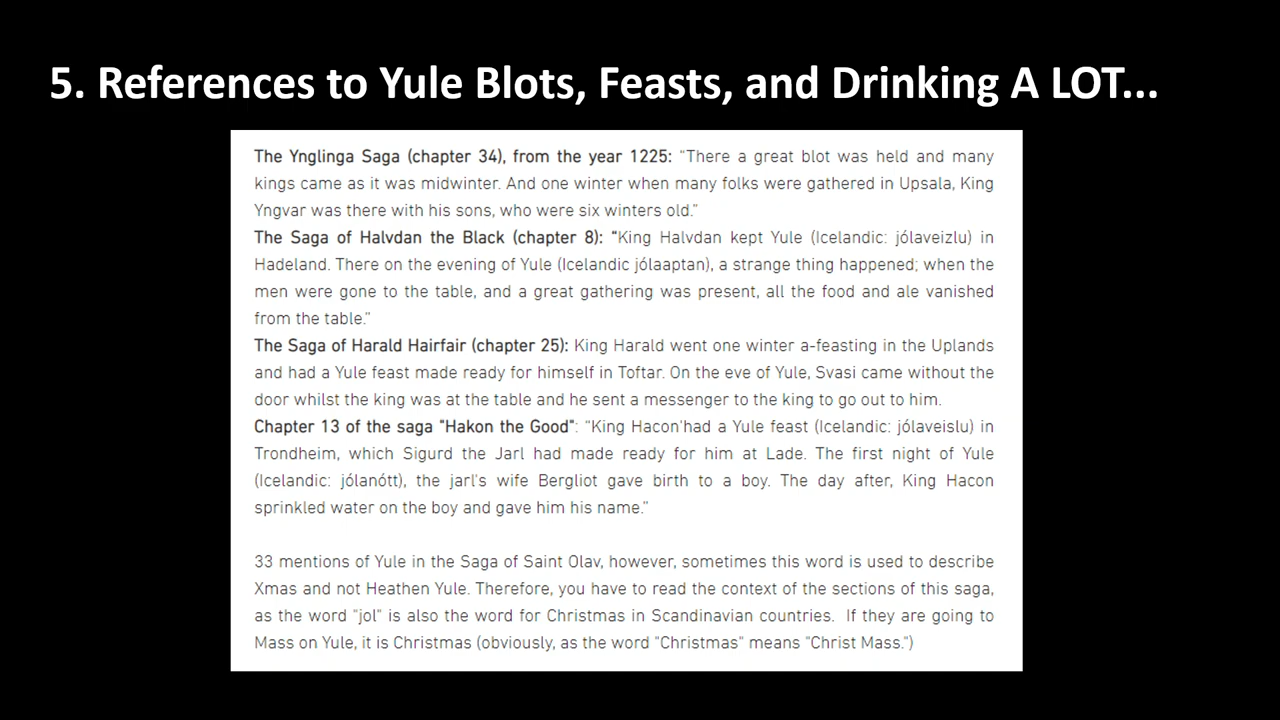 5. References to Yule Blots, Feasts, and Drinking A LOT...
The Ynglinga Saga (chapter 34), from the year 1225: "There a great blot was held and many
kings came as it was midwinter. And one winter when many folks were gathered in Upsala, King
Yngvar was there with his sons, who were six winters old."
The Saga of Halvdan the Black (chapter 8): "King Halvdan kept Yule (Icelandic: jólaveizlu) in
Hadeland. There on the evening of Yule (Icelandic jólaaptan), a strange thing happened; when the
men were gone to the table, and a great gathering was present, all the food and ale vanished
from the table."
The Saga of Harald Hairfair (chapter 25): King Harald went one winter a-feasting in the Uplands
and had a Yule feast made ready for himself in Toftar. On the eve of Yule, Svasi came without the
door whilst the king was at the table and he sent a messenger to the king to go out to him.
Chapter 13 of the saga "Hakon the Good": "King Hacon'had a Yule feast (Icelandic: jólaveislu) in
Trondheim, which Sigurd the Jarl had made ready for him at Lade. The first night of Yule
(Icelandic: jólanótt), the jarl's wife Bergliot gave birth to a boy. The day after, King Hacon
sprinkled water on the boy and gave him his name."
33 mentions of Yule in the Saga of Saint Olav, however, sometimes this word is used to describe
Xmas and not Heathen Yule. Therefore, you have to read the context of the sections of this saga,
as the word "jol" is also the word for Christmas in Scandinavian countries. If they are going to
Mass on Yule, it is Christmas (obviously, as the word "Christmas" means "Christ Mass.")